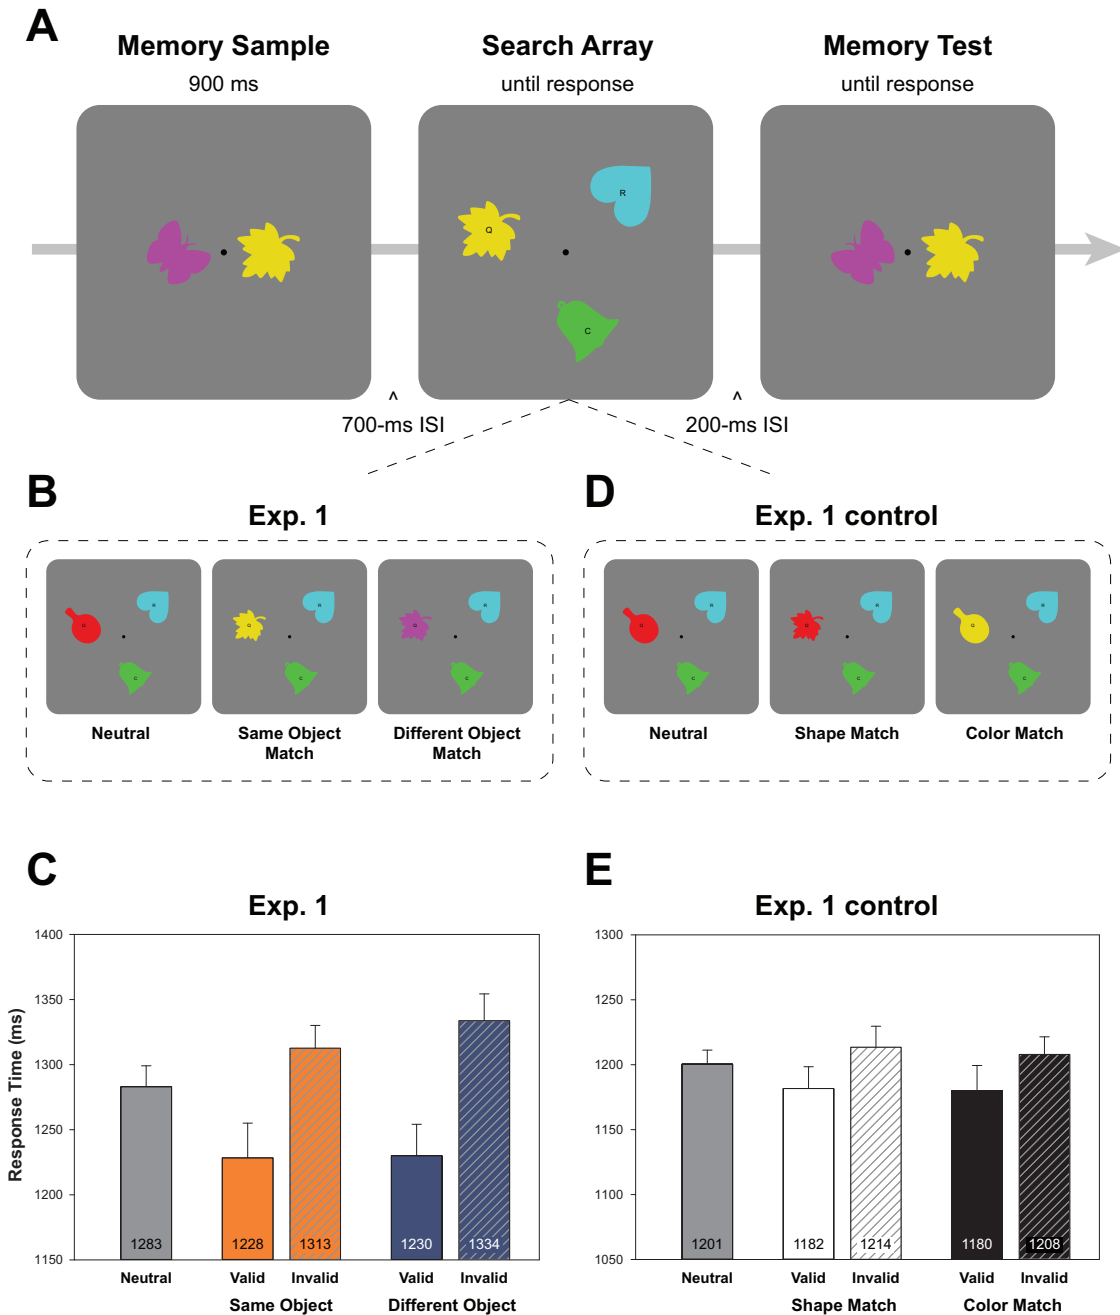 A
Memory Sample
Search Array
Memory Test
900 ms
until response
until response
R
Q
C
^
^
700-ms ISI
200-ms ISI
B
Exp. 1
D
Exp. 1 control
R
Q
C
R
Q
C
R
Q
C
R
Q
C
R
Q
C
R
Q
C
Neutral
Same Object
Match
Different Object
Match
Neutral
Shape Match
Color Match
C
Exp. 1
Response Time (ms)
1400
1350
1300
1250
1200
1150
1283
1228
1313
1230
1334
Neutral
Valid
Invalid
Valid
Invalid
Same Object
Different Object
E
Exp. 1 control
1300
1250
1200
1150
1100
1050
1201
1182
1214
1180
1208
Neutral
Valid
Invalid
Valid
Invalid
Shape Match
Color Match